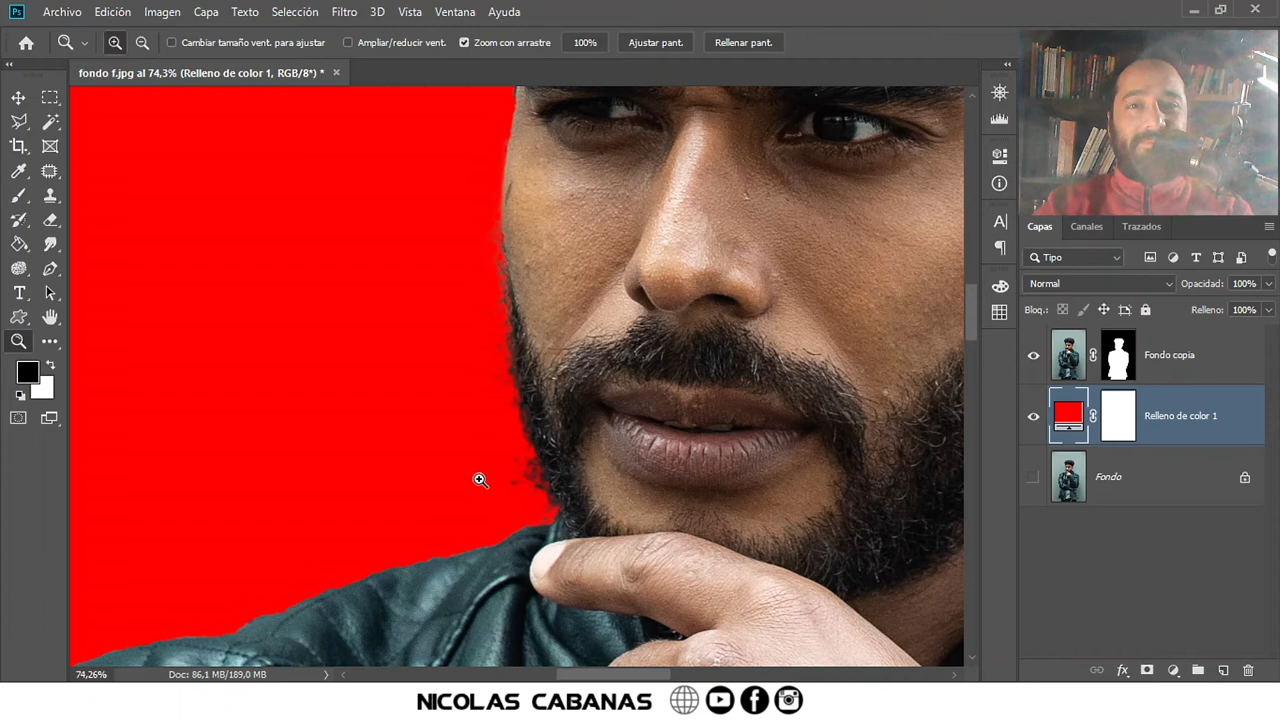 Archivo Edición Imagen Capa Texto Selección Filtro 3D Vista Ventana Ayuda
Cambiar tamaño vent. para ajustar Ampliar/reducir vent. Zoom con arrastre 100% Ajustar pant. Rellenar pant.
fondo f.jpg al 74,3% (Relleno de color 1, RGB/8*) *
Capas Canales Trazados
Tipo
Normal Opacidad: 100%
Bloq.: Relleno: 100%
Fondo copia
Relleno de color 1
Fondo
74,26% Doc: 86,1 MB/189,0 MB
NICOLAS CABANAS